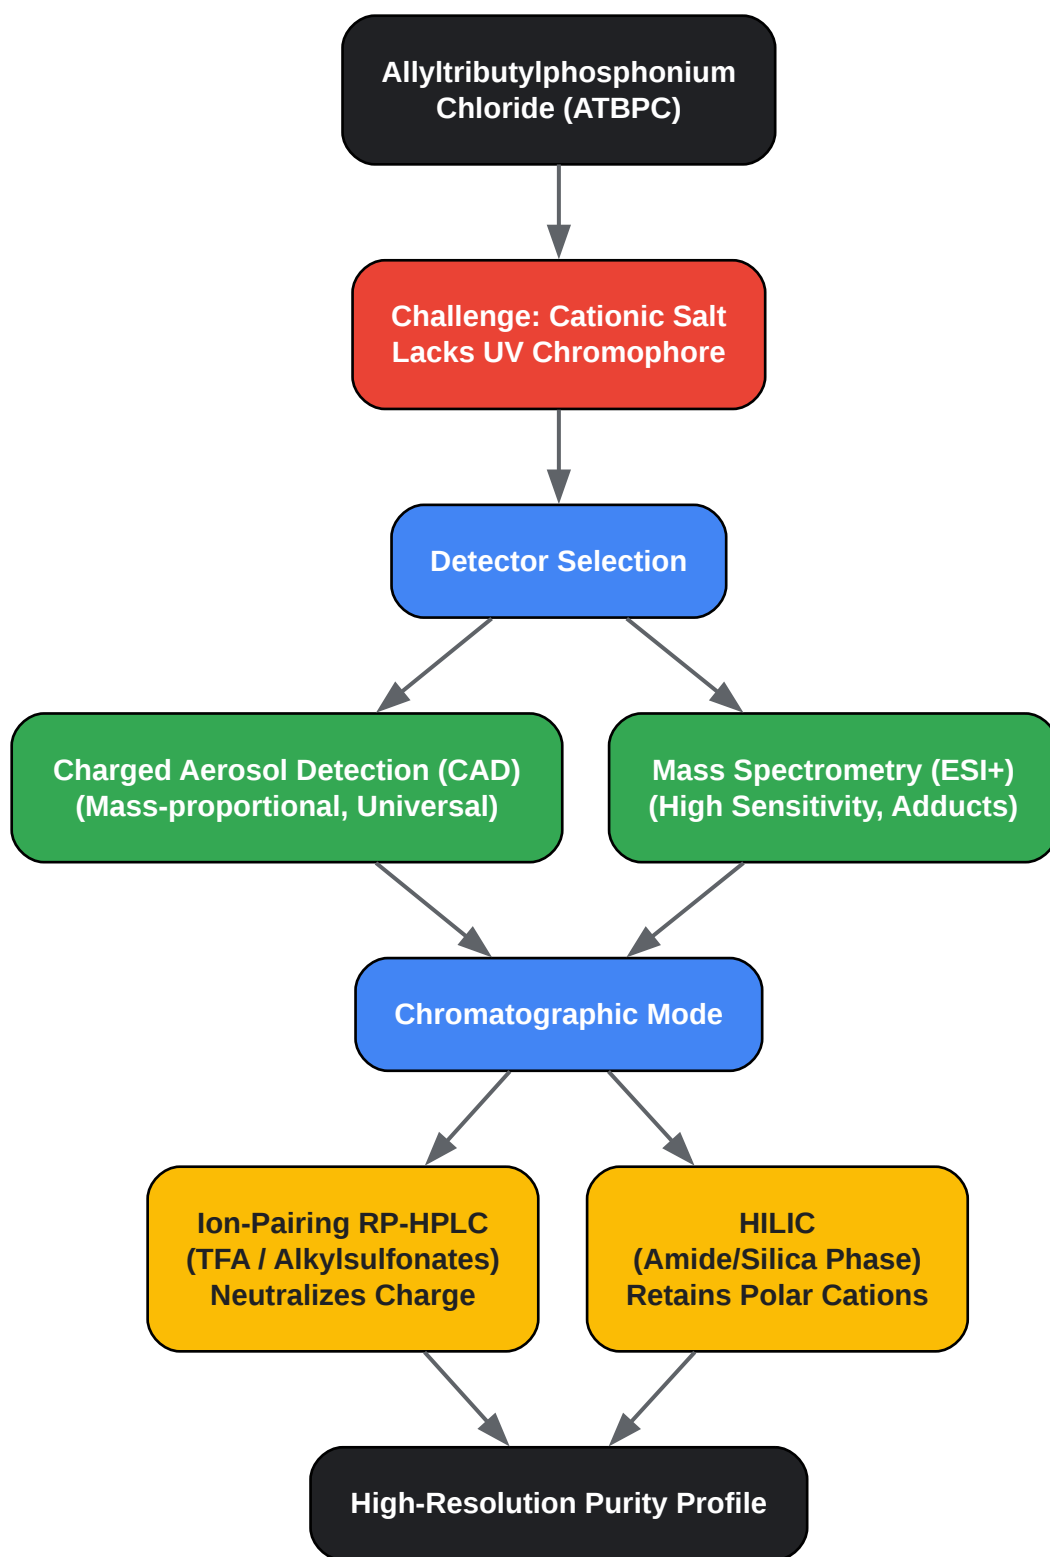 Allyltributylphosphonium
Chloride (ATBPC)
Challenge: Cationic Salt
Lacks UV Chromophore
Detector Selection
Charged Aerosol Detection (CAD)
(Mass-proportional, Universal)
Mass Spectrometry (ESI+)
(High Sensitivity, Adducts)
Chromatographic Mode
Ion-Pairing RP-HPLC
(TFA / Alkylsulfonates)
Neutralizes Charge
HILIC
(Amide/Silica Phase)
Retains Polar Cations
High-Resolution Purity Profile